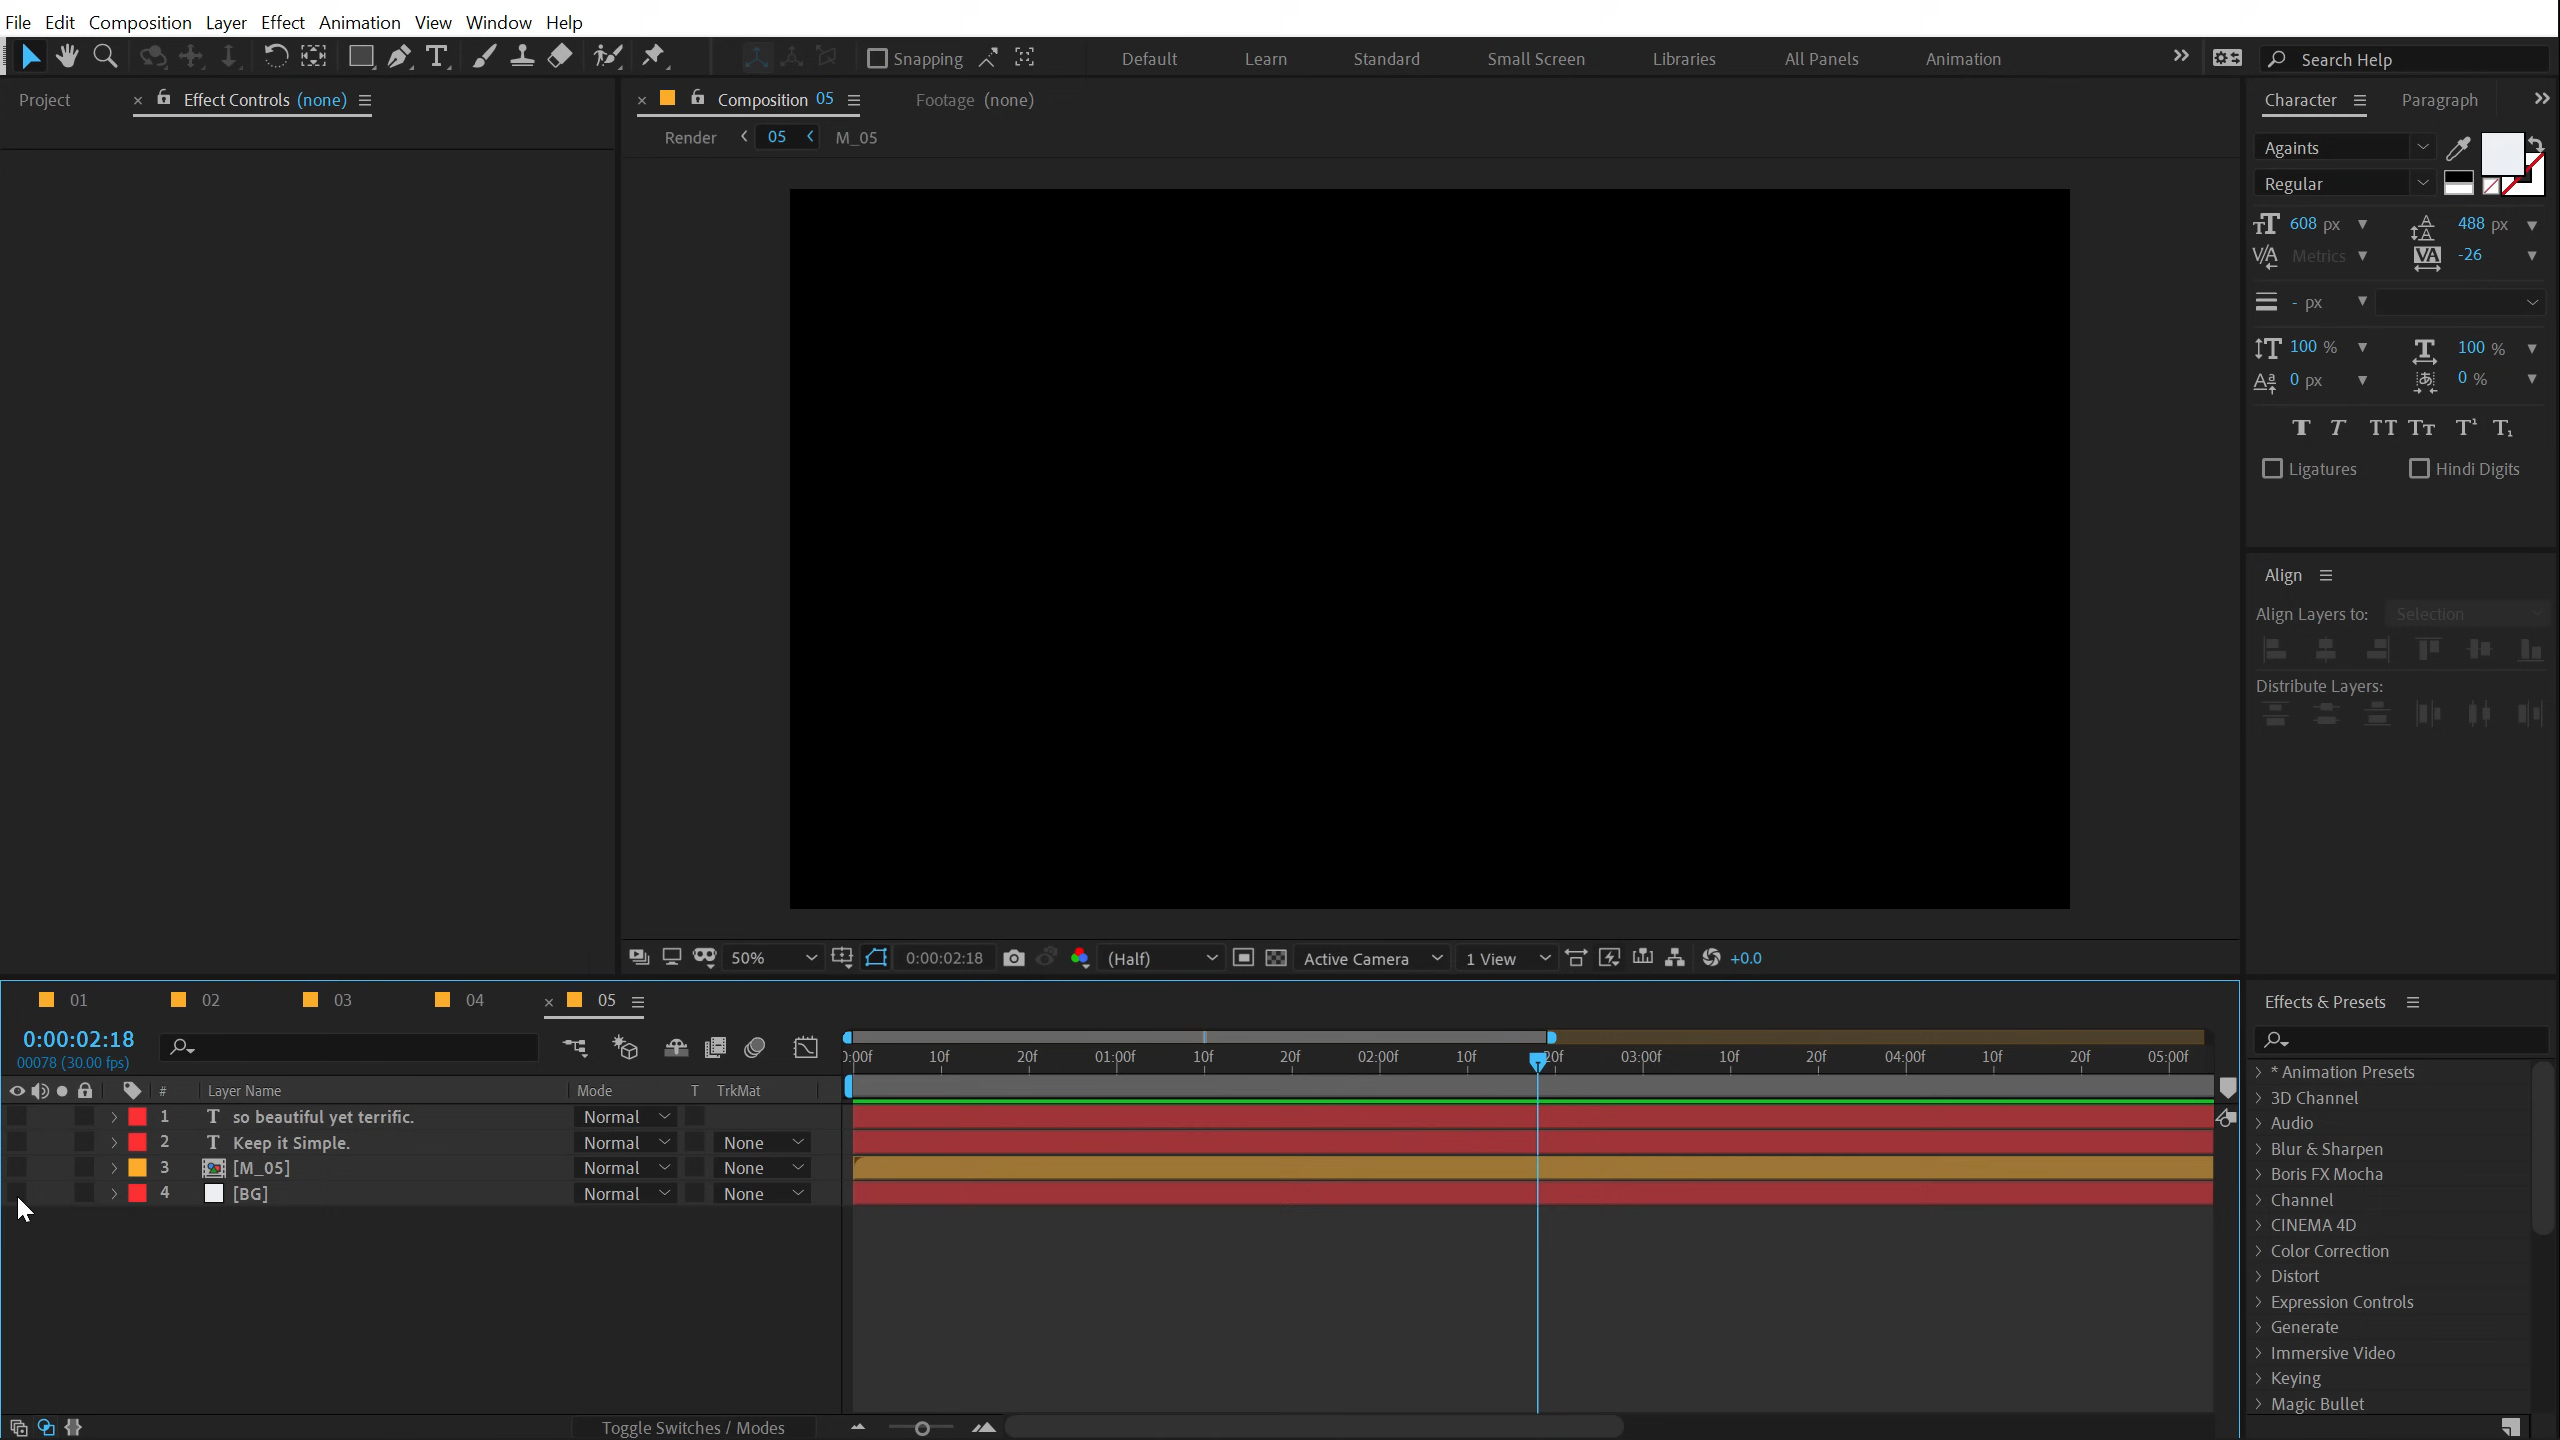 File Edit Composition Layer Effect Animation View Window Help
Snapping Default Learn Standard Small Screen Libraries All Panels Animation Search Help
Project Effect Controls (none) Composition 05 Footage (none) Character Paragraph
Render 05 M_05
Againts
Regular
608 px 488 px
Metrics -26
- px
100 % 100 %
0 px 0 %
Ligatures Hindi Digits
Align
Align Layers to: Selection
Distribute Layers:
50% 0:00:02:18 (Half) Active Camera 1 View +0.0
01 02 03 04 05
0:00:02:18
00078 (30.00 fps)
0:00f 10f 20f 01:00f 10f 20f 02:00f 10f 20f 03:00f 10f 20f 04:00f 10f 20f 05:00f
# Layer Name Mode T TrkMat
1 so beautiful yet terrific. Normal
2 Keep it Simple. Normal None
3 [M_05] Normal None
4 [BG] Normal None
Toggle Switches / Modes
Effects & Presets
* Animation Presets
3D Channel
Audio
Blur & Sharpen
Boris FX Mocha
Channel
CINEMA 4D
Color Correction
Distort
Expression Controls
Generate
Immersive Video
Keying
Magic Bullet